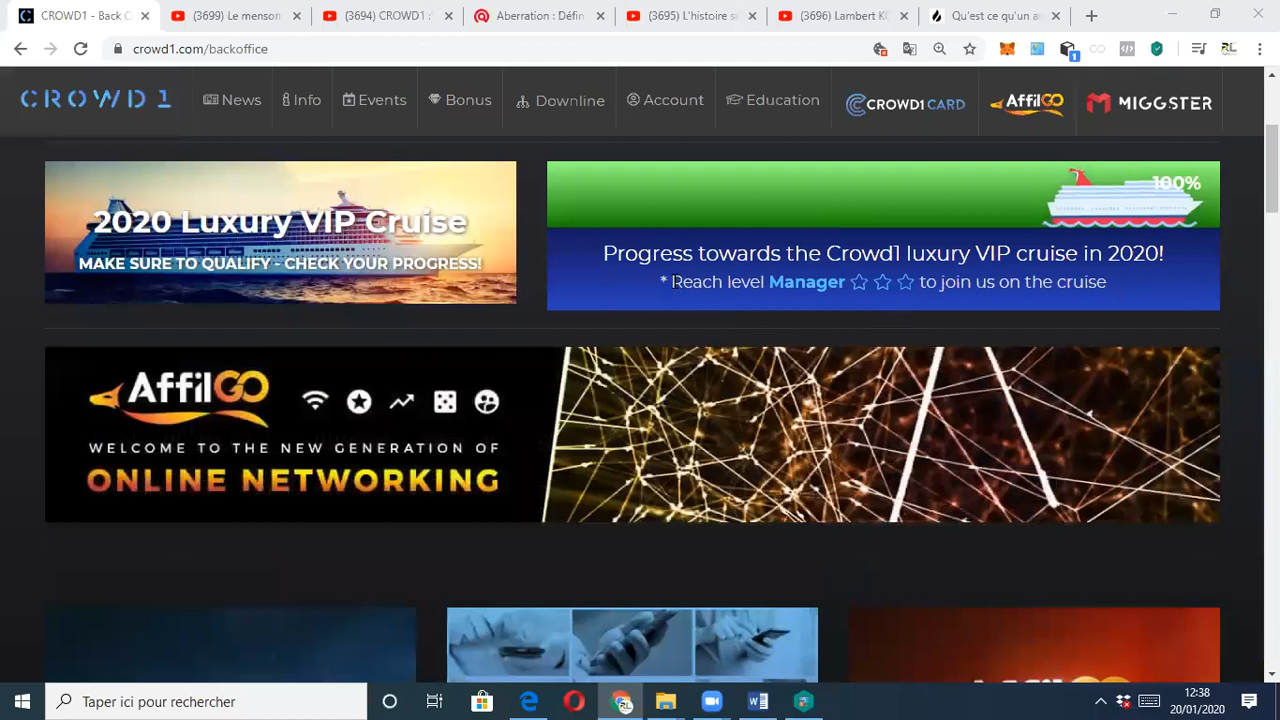 CROWD1 - Back C
(3699) Le menson
(3694) CROWD1 :
Aberration : Défin
(3695) L'histoire s
(3696) Lambert K
Qu'est ce qu'un a
crowd1.com/backoffice
CROWD1
News
Info
Events
Bonus
Downline
Account
Education
CROWD1CARD
AffilGO
MIGGSTER
2020 Luxury VIP Cruise
MAKE SURE TO QUALIFY - CHECK YOUR PROGRESS!
100%
Progress towards the Crowd1 luxury VIP cruise in 2020!
* Reach level Manager ☆ ☆ ☆ to join us on the cruise
AffilGO
WELCOME TO THE NEW GENERATION OF
ONLINE NETWORKING
Taper ici pour rechercher
12:38
20/01/2020